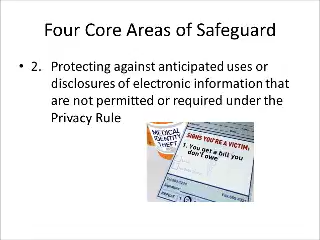 Four Core Areas of Safeguard
• 2. Protecting against anticipated uses or
disclosures of electronic information that
are not permitted or required under the
Privacy Rule
MEDICAL
IDENTITY
THEFT
SIGNS YOU'RE A VICTIM:
1. You get a bill you
don't owe